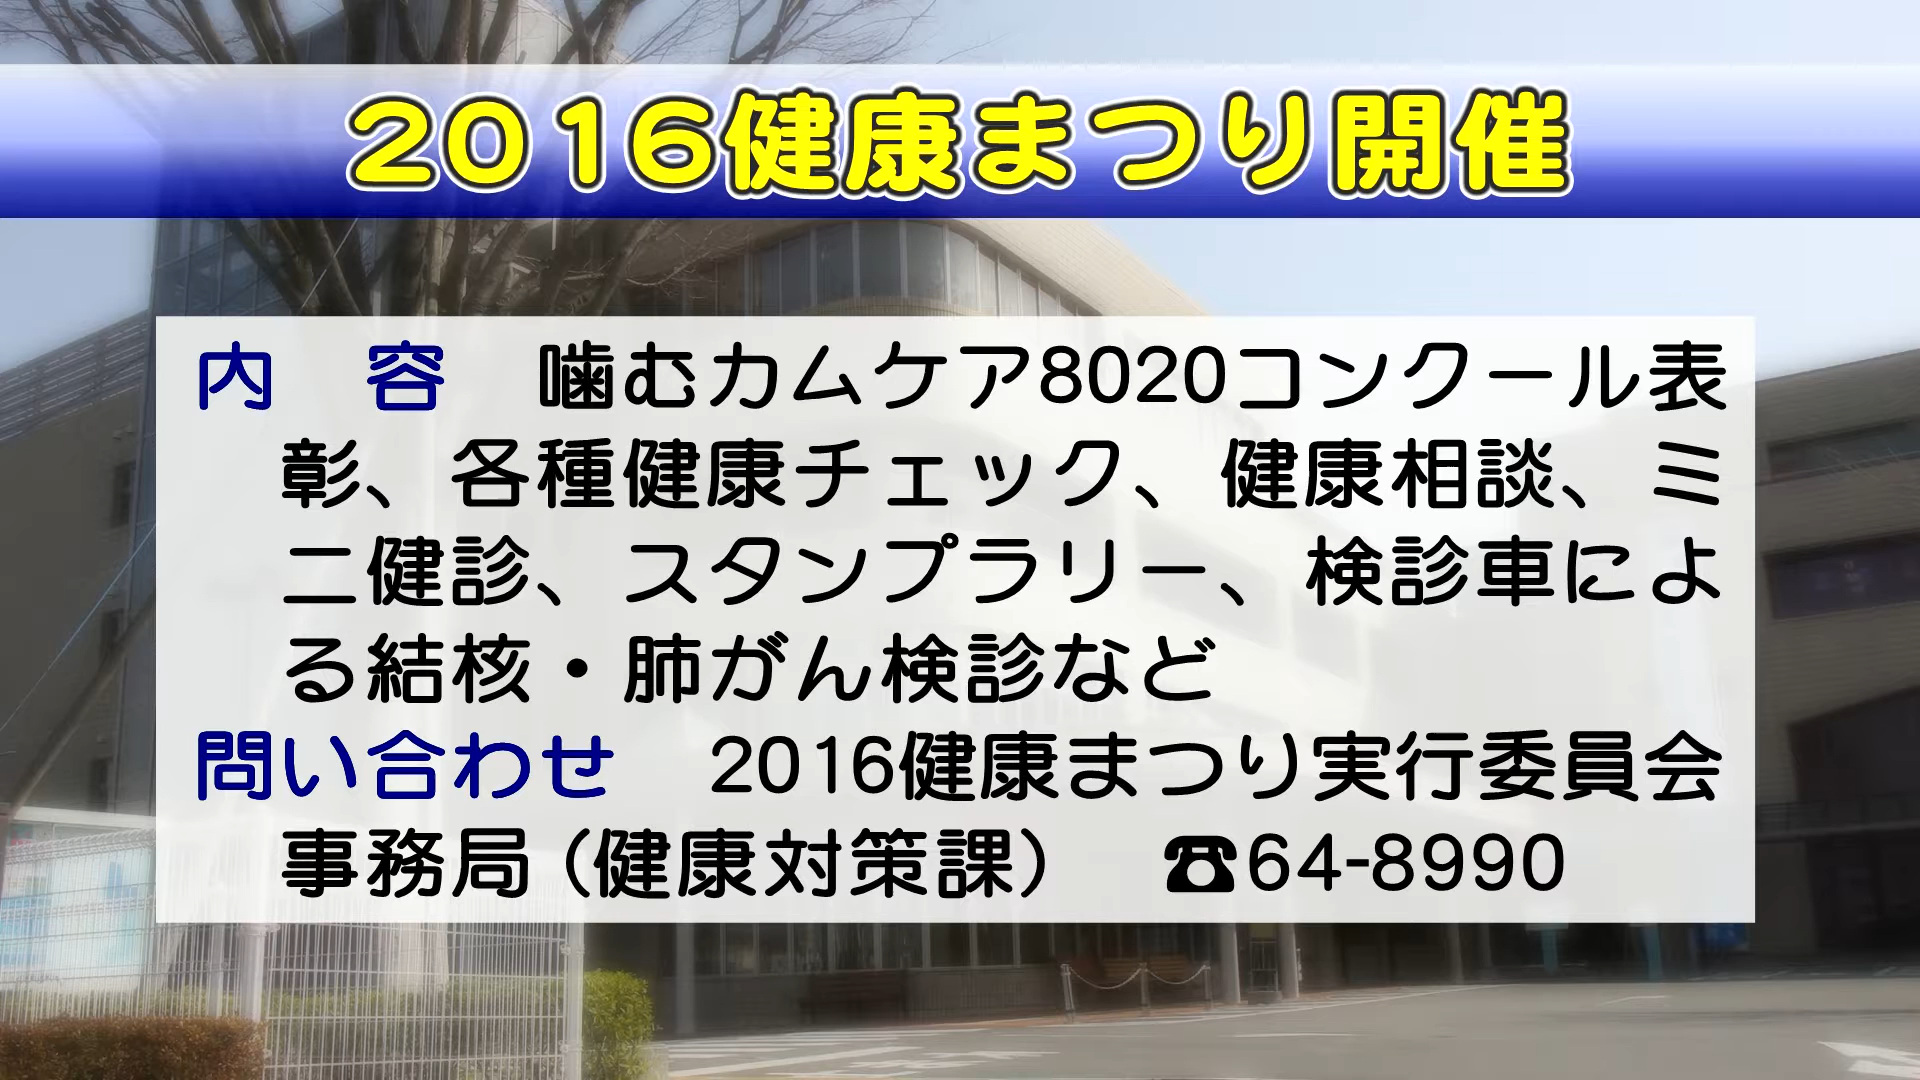 2016健康まつり開催
内　容　噛むカムケア8020コンクール表
彰、各種健康チェック、健康相談、ミ
ニ健診、スタンプラリー、検診車によ
る結核・肺がん検診など
問い合わせ　2016健康まつり実行委員会
事務局（健康対策課）　☎64-8990